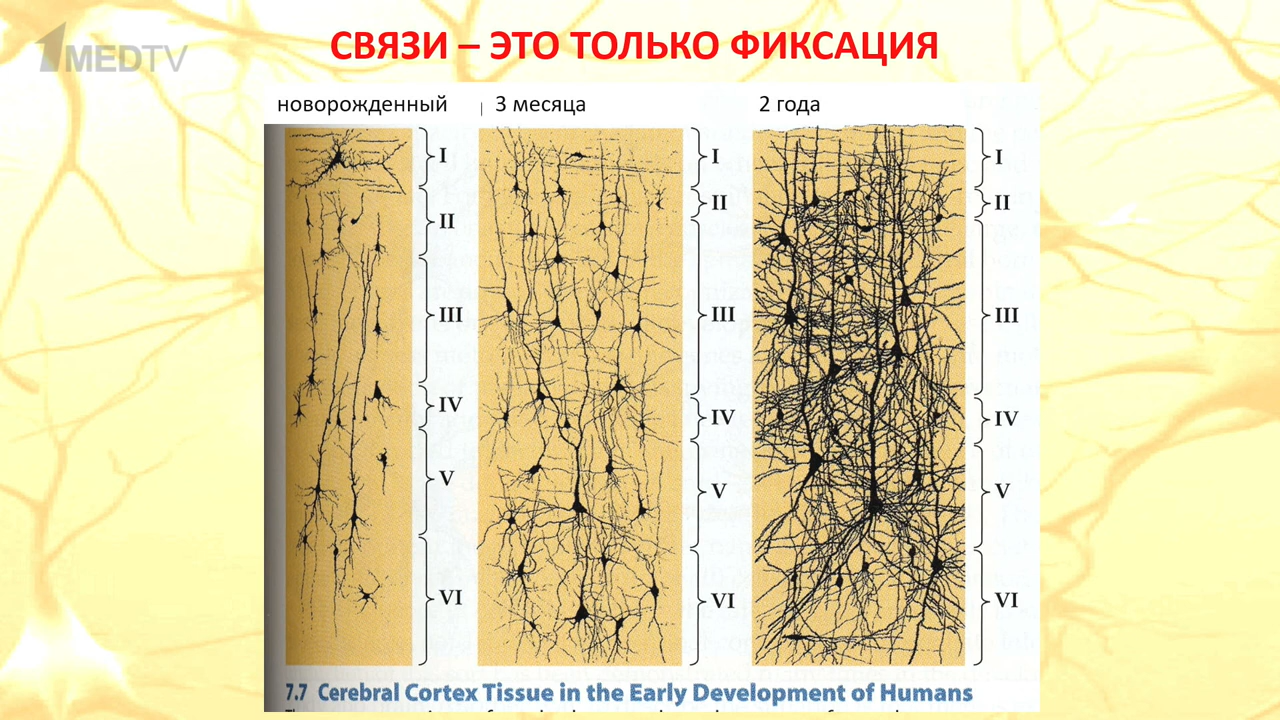 1MEDTV
СВЯЗИ – ЭТО ТОЛЬКО ФИКСАЦИЯ
новорожденный
3 месяца
2 года
I
II
III
IV
V
VI
I
II
III
IV
V
VI
I
II
III
IV
V
VI
7.7 Cerebral Cortex Tissue in the Early Development of Humans